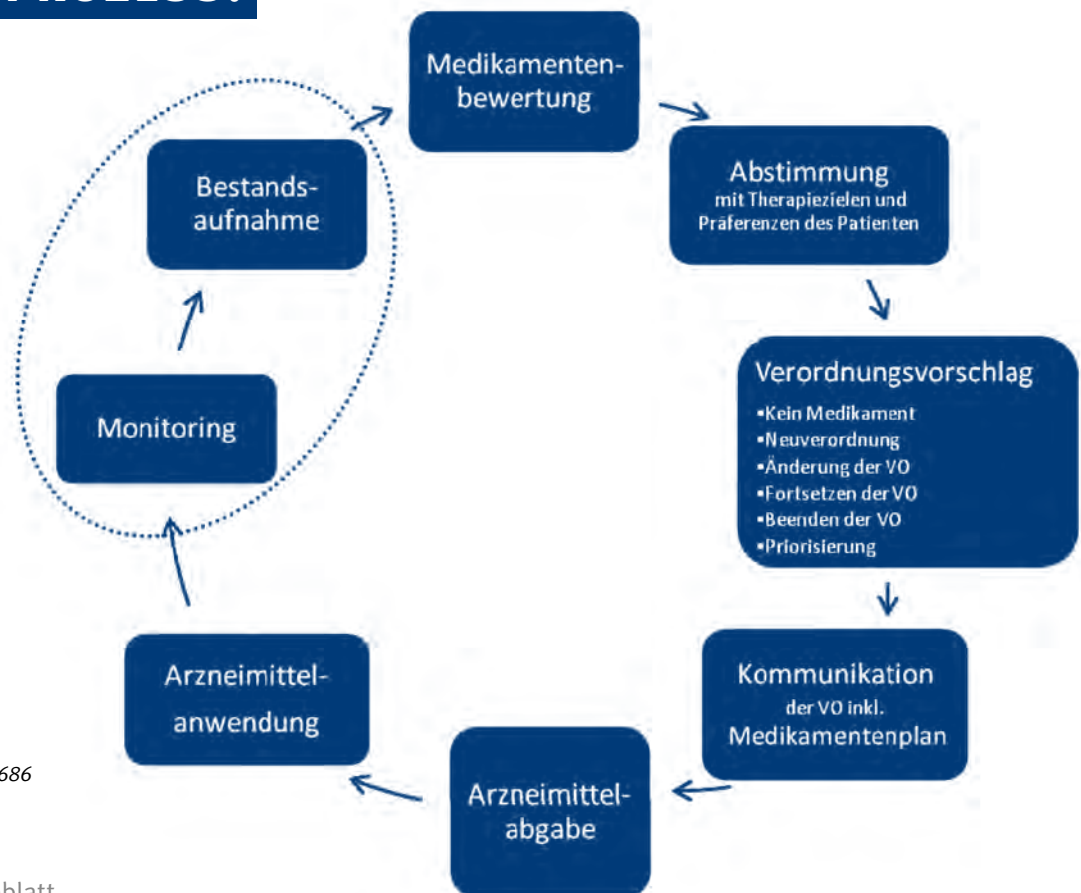 Medikamenten-
bewertung
Bestands-
aufnahme
Abstimmung
mit Therapiezielen und
Präferenzen des Patienten
Monitoring
Verordnungsvorschlag
▪Kein Medikament
▪Neuverordnung
▪Änderung der VO
▪Fortsetzen der VO
▪Beenden der VO
▪Priorisierung
Arzneimittel-
anwendung
Kommunikation
der VO inkl.
Medikamentenplan
686
Arzneimittel-
abgabe
blatt